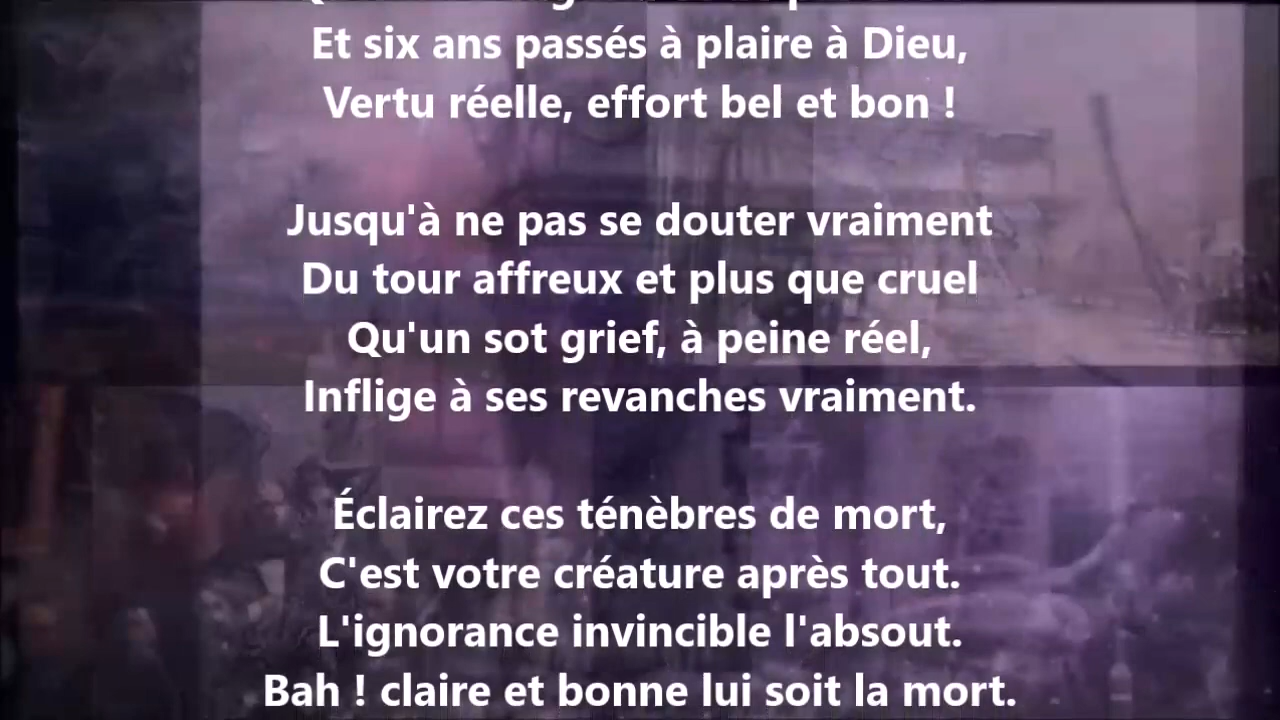 Et six ans passés à plaire à Dieu,
Vertu réelle, effort bel et bon !
Jusqu'à ne pas se douter vraiment
Du tour affreux et plus que cruel
Qu'un sot grief, à peine réel,
Inflige à ses revanches vraiment.
Éclairez ces ténèbres de mort,
C'est votre créature après tout.
L'ignorance invincible l'absout.
Bah ! claire et bonne lui soit la mort.